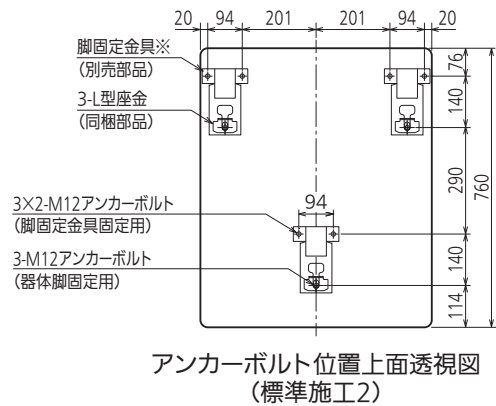 20 94 201 201 94 20
脚固定金具※
(別売部品)
3-L型座金
(同梱部品)
76
140
290
760
3×2-M12アンカーボルト
(脚固定金具固定用)
94
3-M12アンカーボルト
(器体脚固定用)
140
114
アンカーボルト位置上面透視図
(標準施工2)